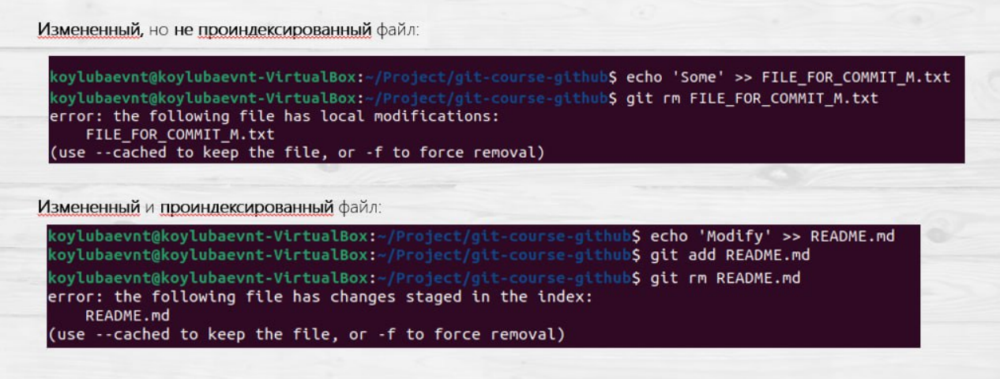 Измененный, но не проиндексированный файл:
koylubaevnt@koylubaevnt-VirtualBox:~/Project/git-course-github$ echo 'Some' >> FILE_FOR_COMMIT_M.txt
koylubaevnt@koylubaevnt-VirtualBox:~/Project/git-course-github$ git rm FILE_FOR_COMMIT_M.txt
error: the following file has local modifications:
    FILE_FOR_COMMIT_M.txt
(use --cached to keep the file, or -f to force removal)
Измененный и проиндексированный файл:
koylubaevnt@koylubaevnt-VirtualBox:~/Project/git-course-github$ echo 'Modify' >> README.md
koylubaevnt@koylubaevnt-VirtualBox:~/Project/git-course-github$ git add README.md
koylubaevnt@koylubaevnt-VirtualBox:~/Project/git-course-github$ git rm README.md
error: the following file has changes staged in the index:
    README.md
(use --cached to keep the file, or -f to force removal)